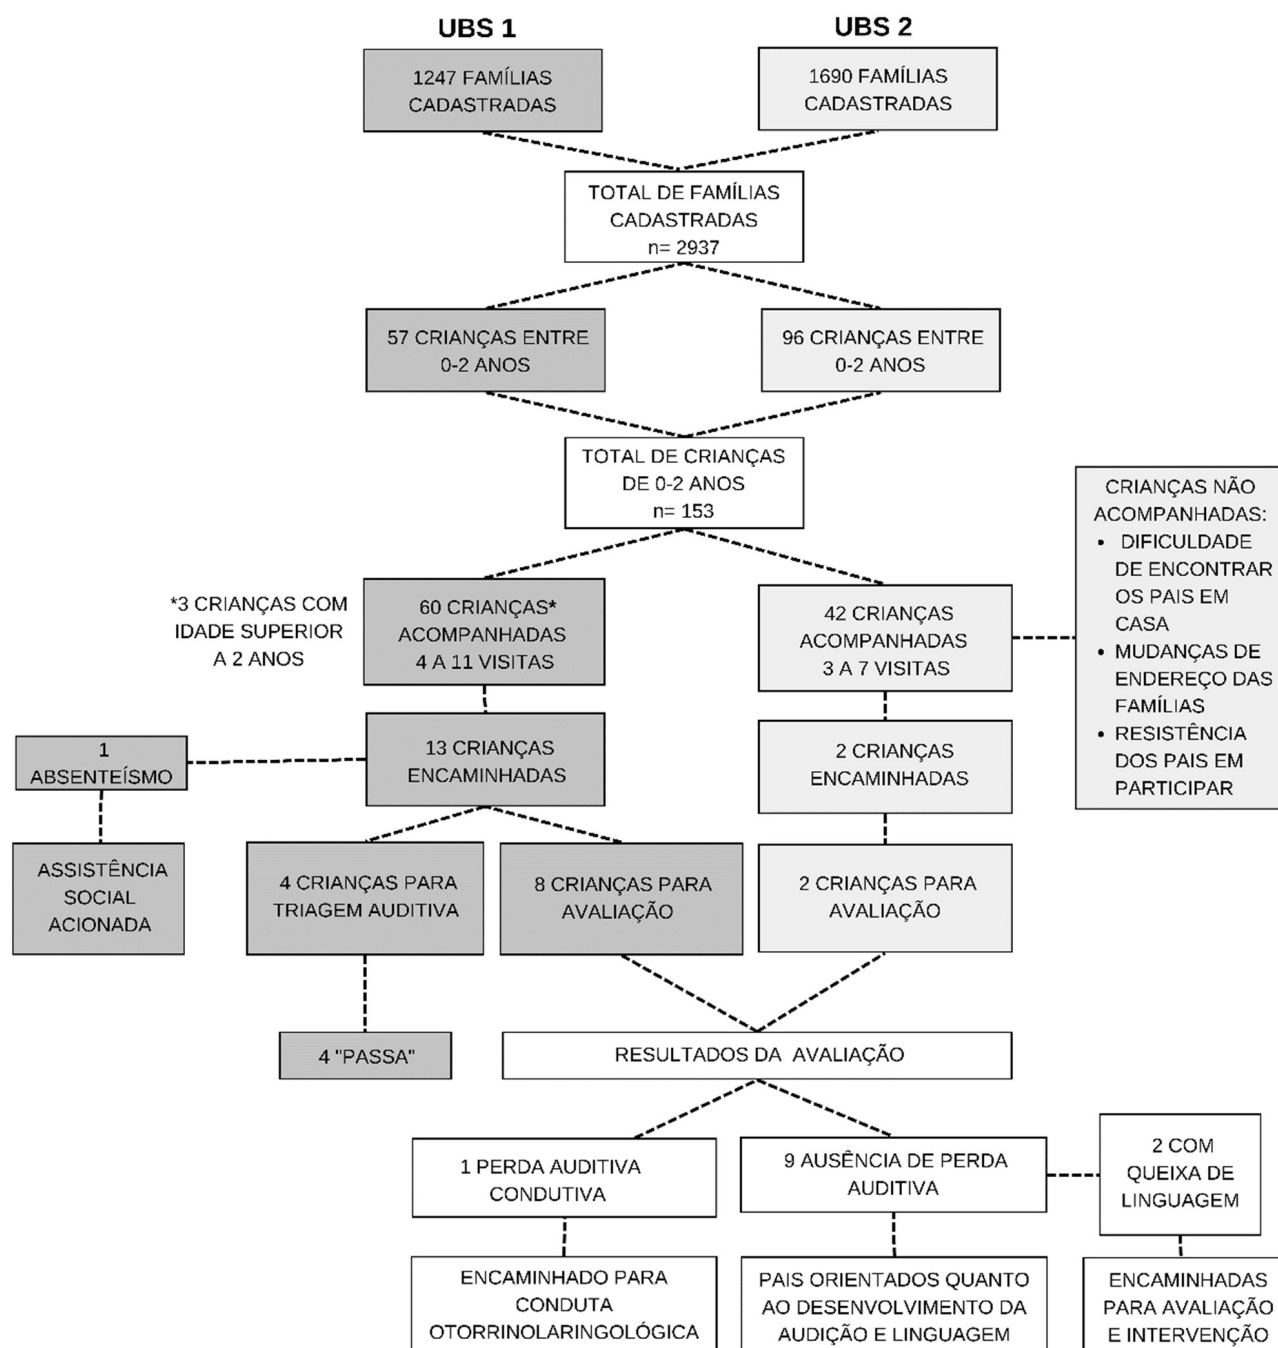 UBS 1
UBS 2
1247 FAMÍLIAS
CADASTRADAS
1690 FAMÍLIAS
CADASTRADAS
TOTAL DE FAMÍLIAS
CADASTRADAS
n= 2937
57 CRIANÇAS ENTRE
0-2 ANOS
96 CRIANÇAS ENTRE
0-2 ANOS
TOTAL DE CRIANÇAS
DE 0-2 ANOS
n= 153
*3 CRIANÇAS COM
IDADE SUPERIOR
A 2 ANOS
60 CRIANÇAS*
ACOMPANHADAS
4 A 11 VISITAS
42 CRIANÇAS
ACOMPANHADAS
3 A 7 VISITAS
CRIANÇAS NÃO
ACOMPANHADAS:
• DIFICULDADE
DE ENCONTRAR
OS PAIS EM
CASA
• MUDANÇAS DE
ENDEREÇO DAS
FAMÍLIAS
• RESISTÊNCIA
DOS PAIS EM
PARTICIPAR
1
ABSENTEÍSMO
13 CRIANÇAS
ENCAMINHADAS
2 CRIANÇAS
ENCAMINHADAS
ASSISTÊNCIA
SOCIAL
ACIONADA
4 CRIANÇAS PARA
TRIAGEM AUDITIVA
8 CRIANÇAS PARA
AVALIAÇÃO
2 CRIANÇAS PARA
AVALIAÇÃO
4 "PASSA"
RESULTADOS DA AVALIAÇÃO
1 PERDA AUDITIVA
CONDUTIVA
9 AUSÊNCIA DE PERDA
AUDITIVA
2 COM
QUEIXA DE
LINGUAGEM
ENCAMINHADO PARA
CONDUTA
OTORRINOLARINGOLÓGICA
PAIS ORIENTADOS QUANTO
AO DESENVOLVIMENTO DA
AUDIÇÃO E LINGUAGEM
ENCAMINHADAS
PARA AVALIAÇÃO
E INTERVENÇÃO